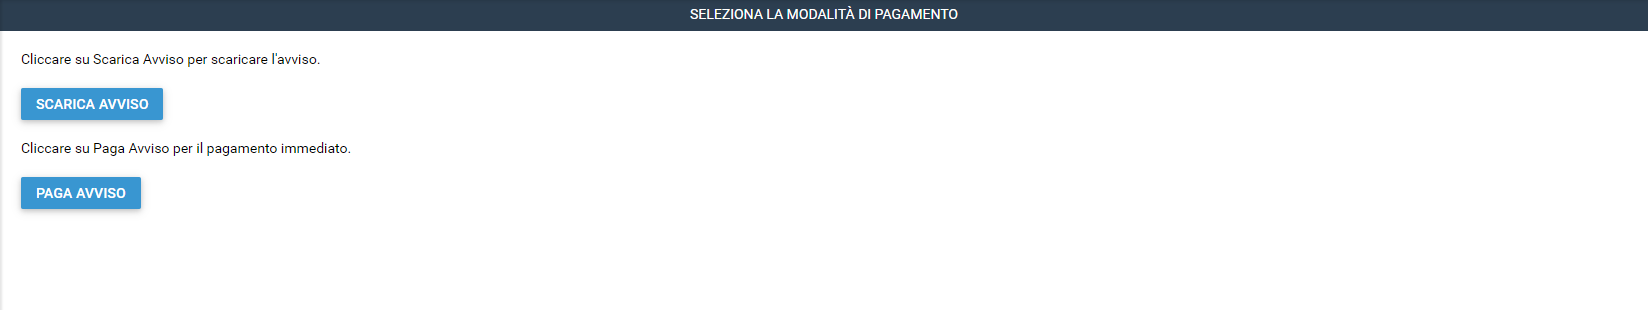 SELEZIONA LA MODALITÀ DI PAGAMENTO
Cliccare su Scarica Avviso per scaricare l'avviso.
SCARICA AVVISO
Cliccare su Paga Avviso per il pagamento immediato.
PAGA AVVISO